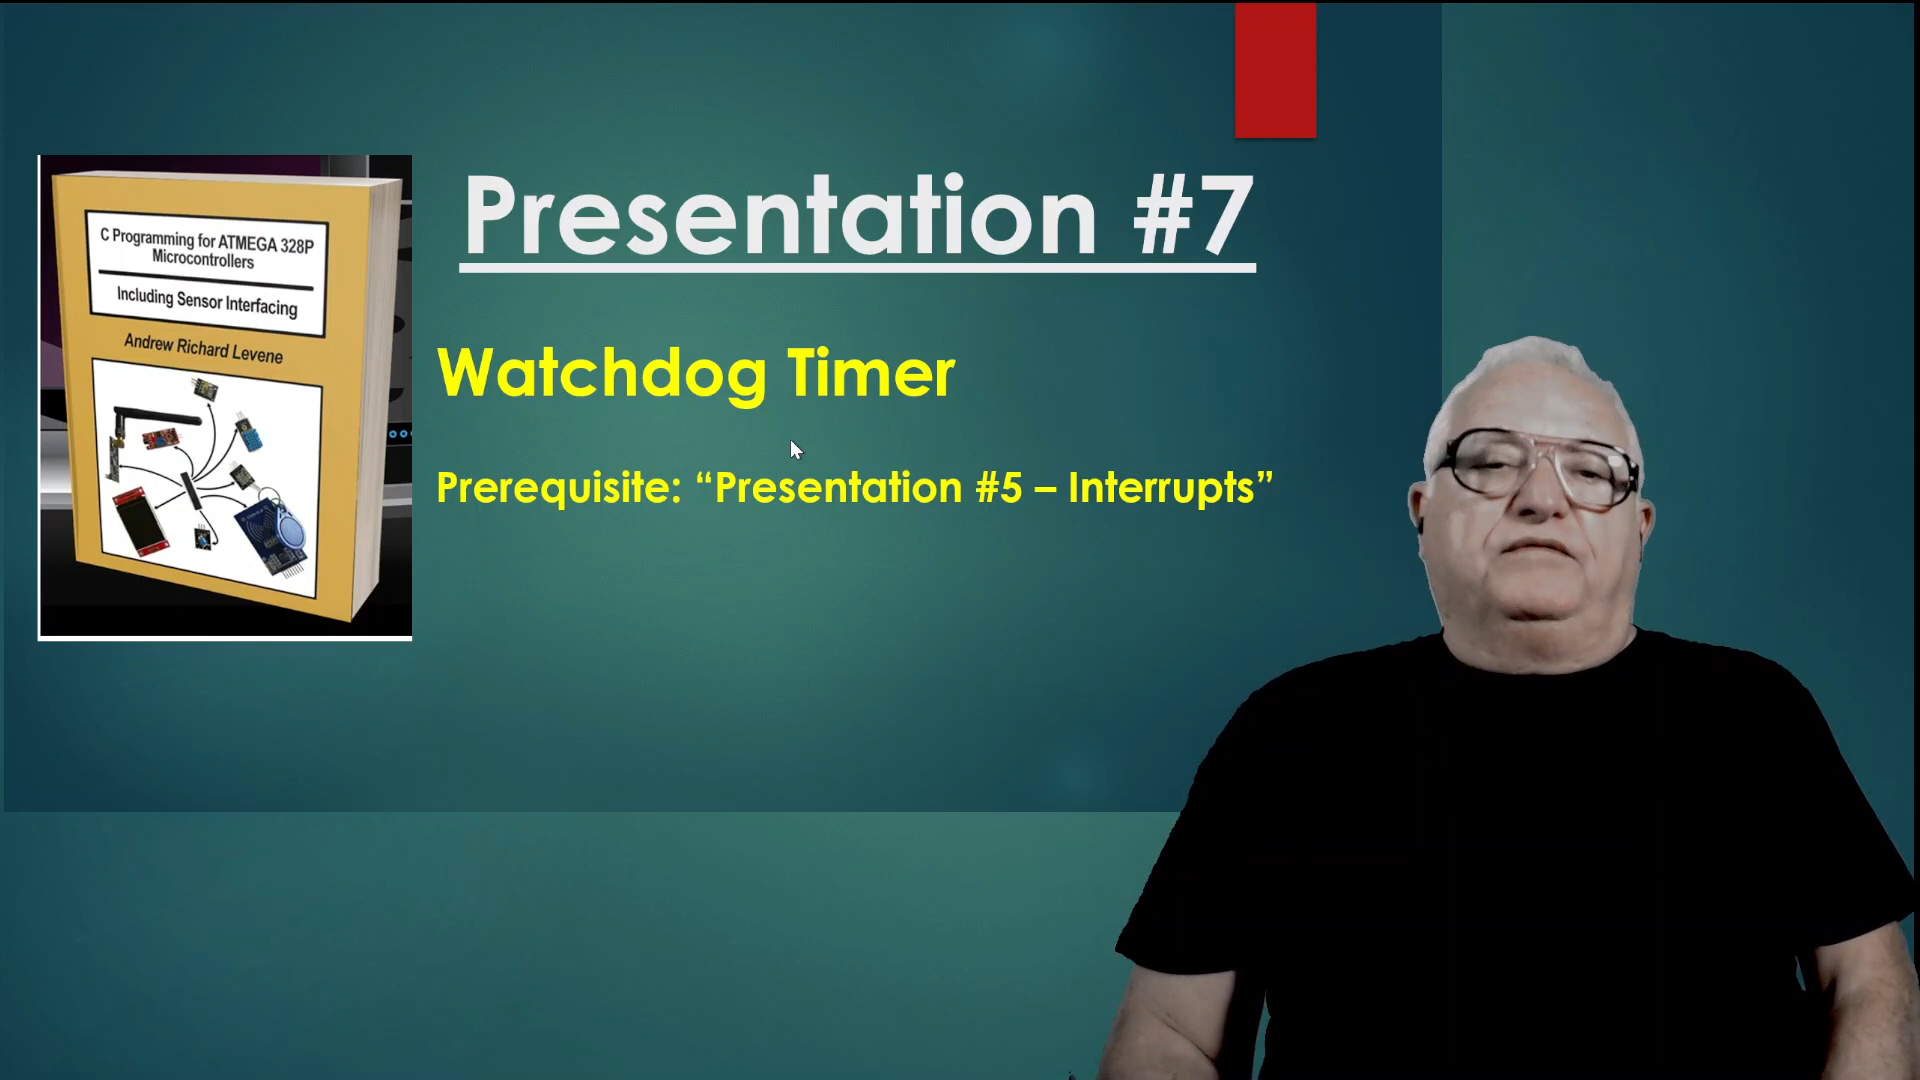 Presentation #7
C Programming for ATMEGA 328P
Microcontrollers
Including Sensor Interfacing
Andrew Richard Levene
Watchdog Timer
Prerequisite: “Presentation #5 – Interrupts”